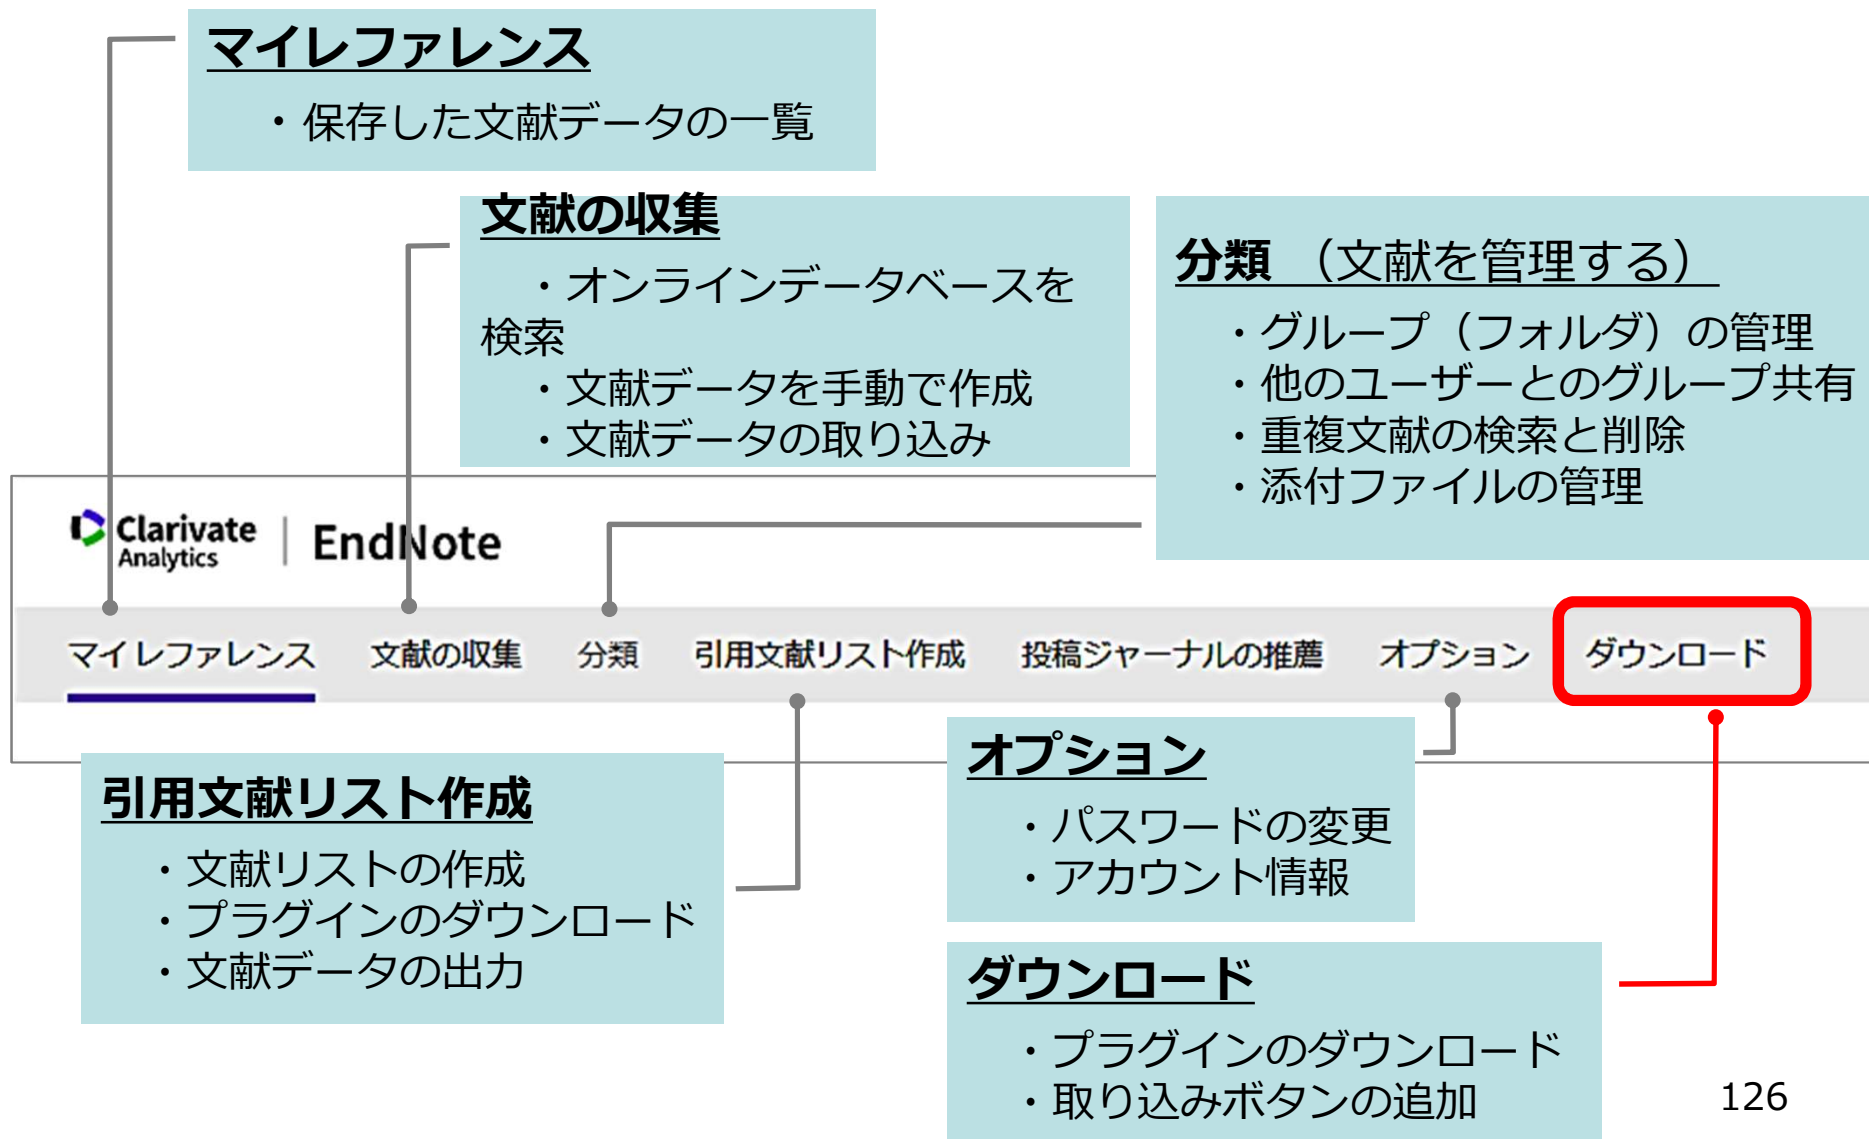 マイレファレンス
・保存した文献データの一覧
文献の収集
・オンラインデータベースを
検索
・文献データを手動で作成
・文献データの取り込み
分類 （文献を管理する）
・グループ（フォルダ）の管理
・他のユーザーとのグループ共有
・重複文献の検索と削除
・添付ファイルの管理
Clarivate
Analytics
EndNote
マイレファレンス 文献の収集 分類 引用文献リスト作成 投稿ジャーナルの推薦 オプション ダウンロード
引用文献リスト作成
・文献リストの作成
・プラグインのダウンロード
・文献データの出力
オプション
・パスワードの変更
・アカウント情報
ダウンロード
・プラグインのダウンロード
・取り込みボタンの追加
126